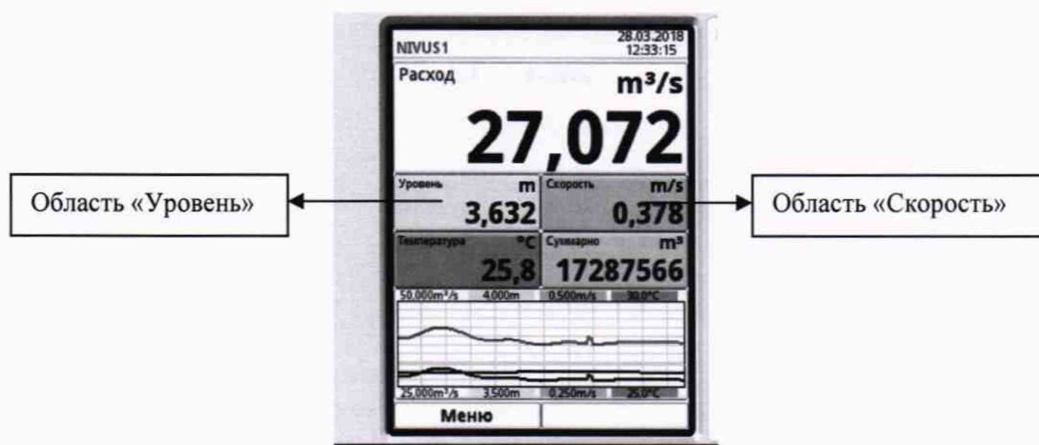 NIVUS1
28.03.2018
12:33:15
Расход
m³/s
27,072
Область «Уровень»
Уровень m
3,632
Скорость m/s
0,378
Область «Скорость»
Температура °C
25,8
Суммарно m³
17287566
50,000m³/s 4,000m 0,500m/s 30,0°C
25,000m³/s 3,500m 0,250m/s 25,0°C
Меню